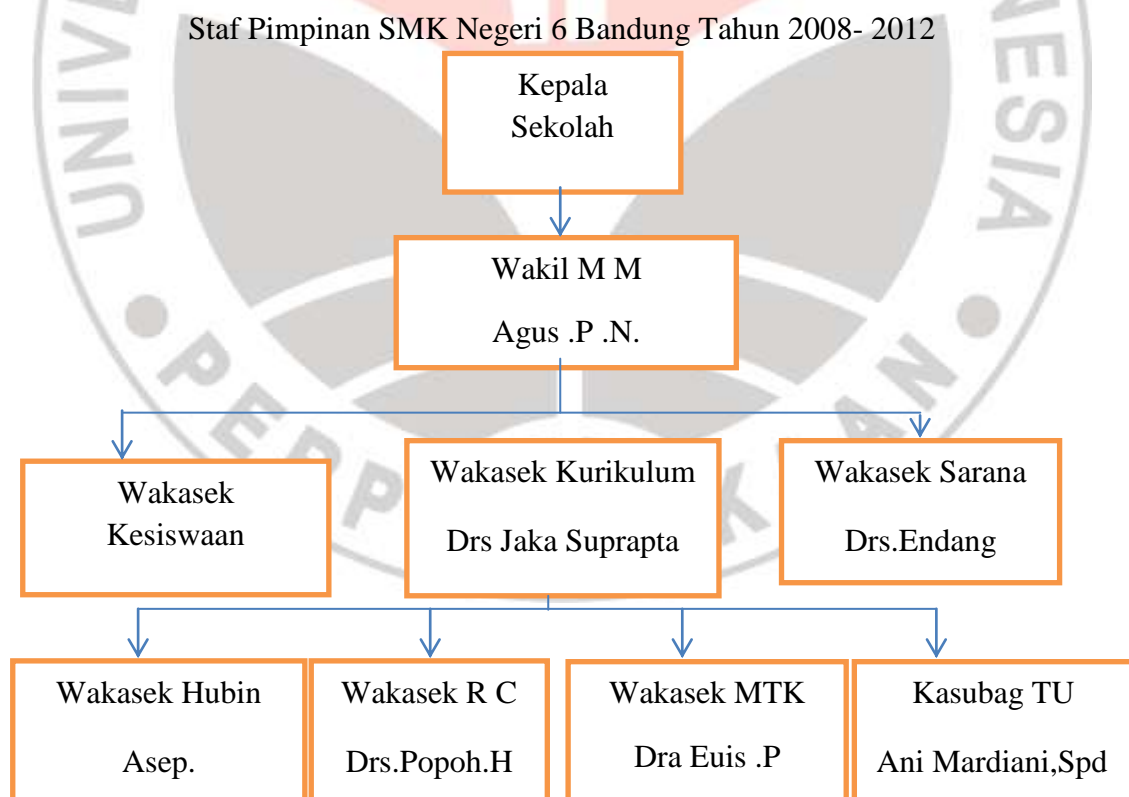 Staf Pimpinan SMK Negeri 6 Bandung Tahun 2008- 2012
Kepala
Sekolah
Wakil M M
Agus .P .N.
Wakasek
Kesiswaan
Wakasek Kurikulum
Drs Jaka Suprapta
Wakasek Sarana
Drs.Endang
Wakasek Hubin
Asep.
Wakasek R C
Drs.Popoh.H
Wakasek MTK
Dra Euis .P
Kasubag TU
Ani Mardiani,Spd